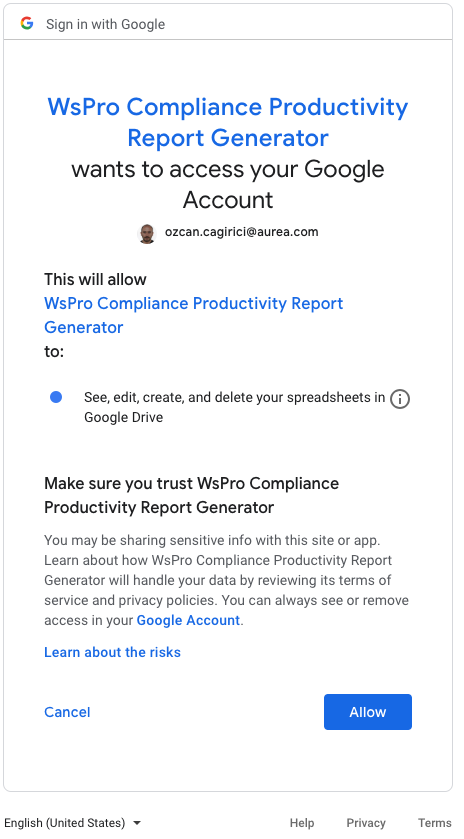 Sign in with Google
WsPro Compliance Productivity
Report Generator
wants to access your Google
Account
ozcan.cagirici@aurea.com
This will allow
WsPro Compliance Productivity Report
Generator
to:
See, edit, create, and delete your spreadsheets in
Google Drive
Make sure you trust WsPro Compliance
Productivity Report Generator
You may be sharing sensitive info with this site or app.
Learn about how WsPro Compliance Productivity Report
Generator will handle your data by reviewing its terms of
service and privacy policies. You can always see or remove
access in your Google Account.
Learn about the risks
Cancel
Allow
English (United States)
Help
Privacy
Terms